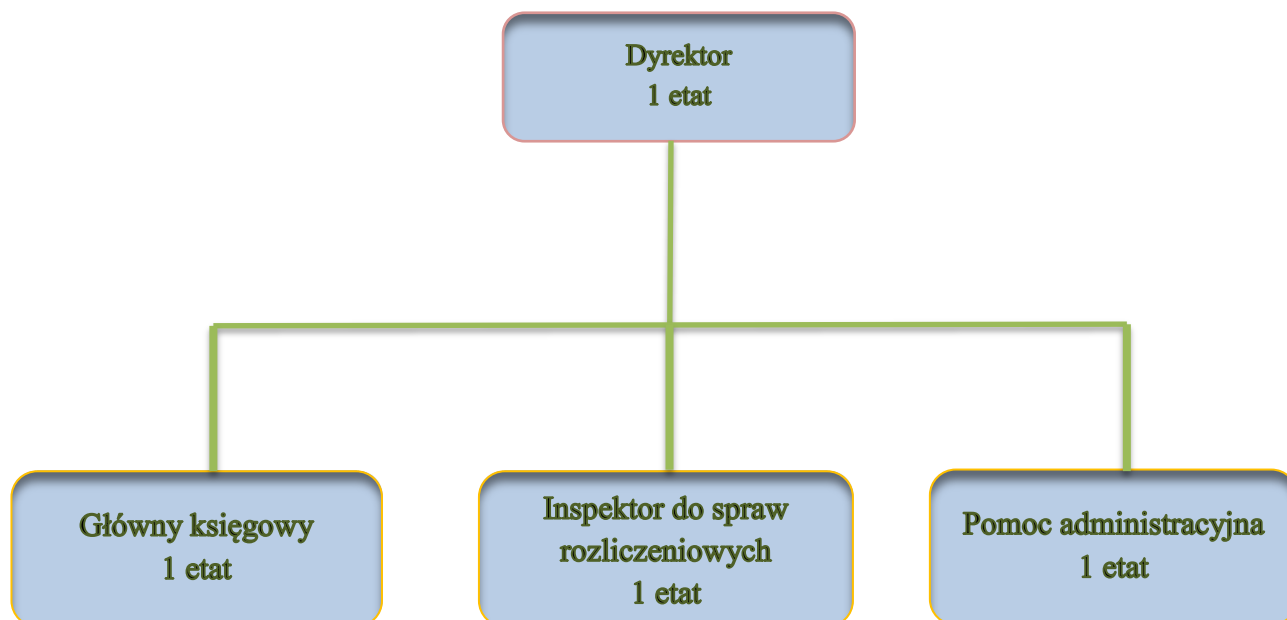 Dyrektor
1 etat
Główny księgowy
1 etat
Inspektor do spraw
rozliczeniowych
1 etat
Pomoc administracyjna
1 etat